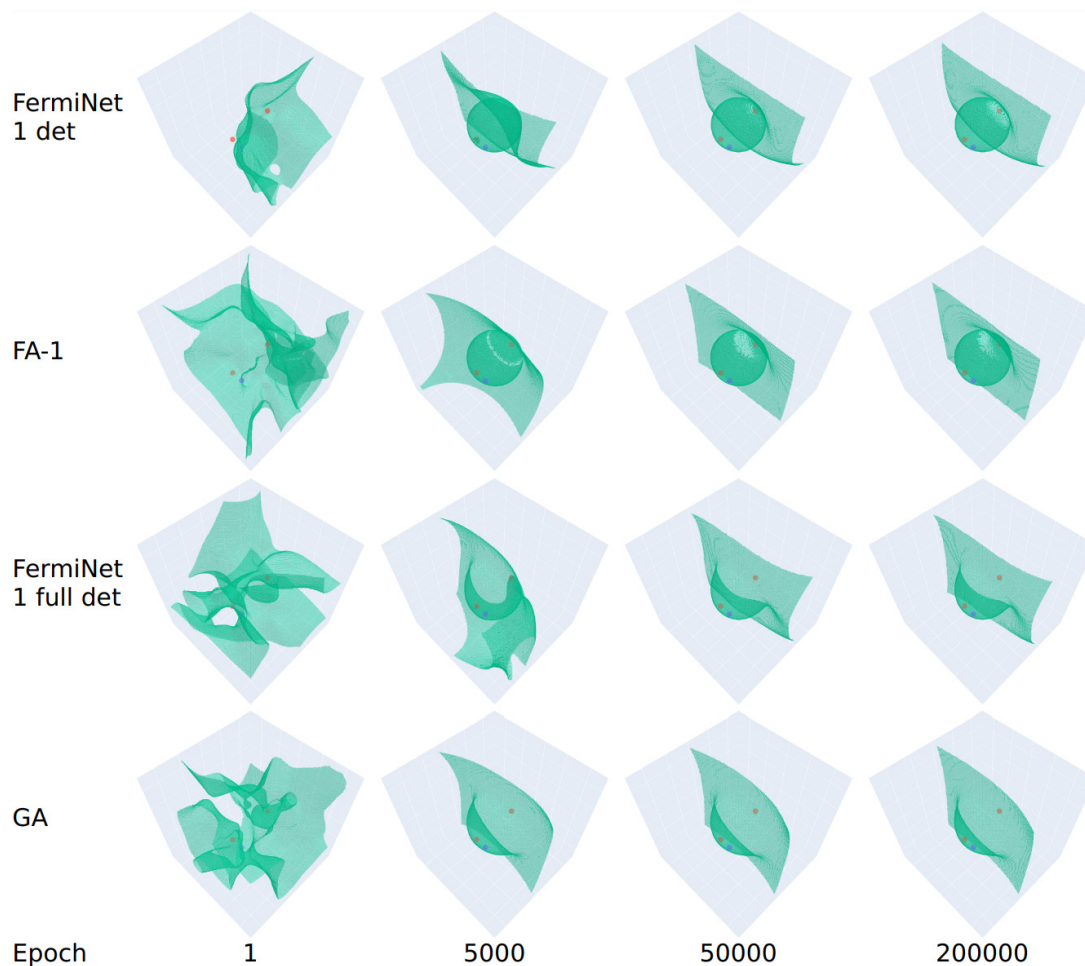 FermiNet
1 det
FA-1
FermiNet
1 full det
GA
Epoch 1 5000 50000 200000